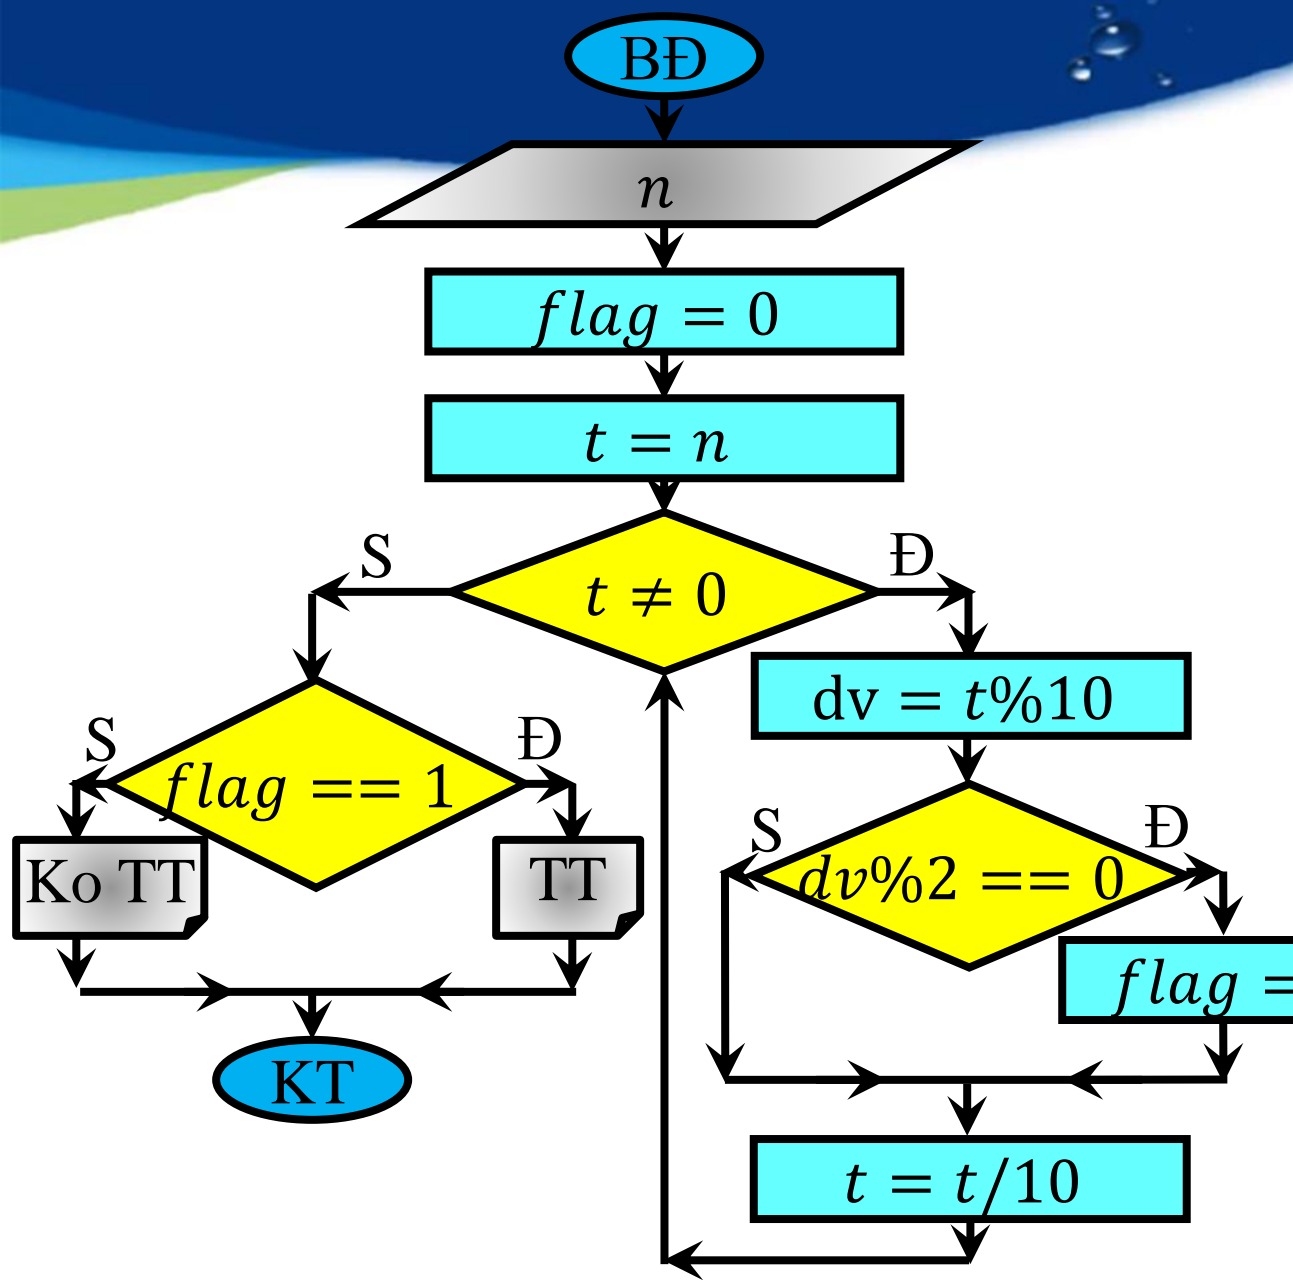 BĐ
n
flag = 0
t = n
t ≠ 0
S
Đ
dv = t%10
flag == 1
S
Đ
Ko TT
TT
dv%2 == 0
S
Đ
flag =
t = t/10
KT